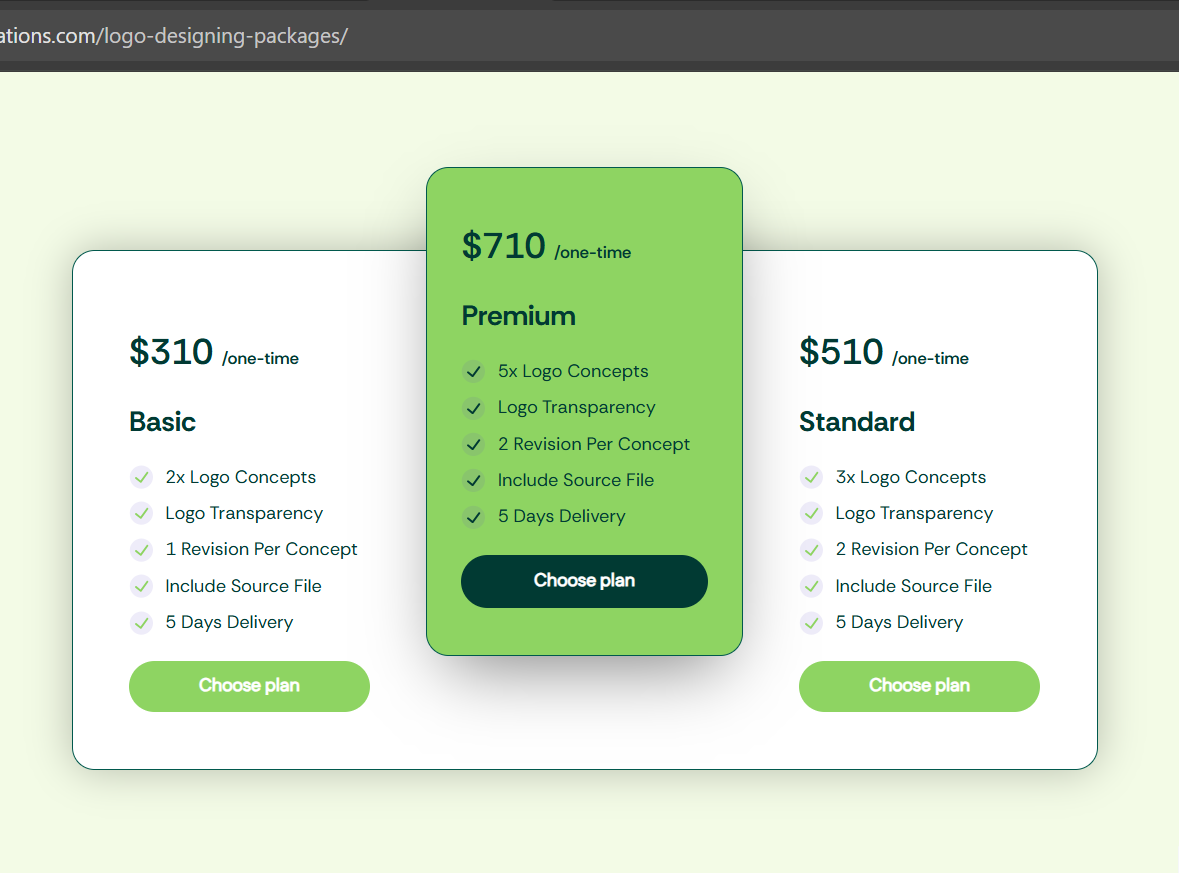 ations.com/logo-designing-packages/
$310 /one-time
Basic
2x Logo Concepts
Logo Transparency
1 Revision Per Concept
Include Source File
5 Days Delivery
Choose plan
$710 /one-time
Premium
5x Logo Concepts
Logo Transparency
2 Revision Per Concept
Include Source File
5 Days Delivery
Choose plan
$510 /one-time
Standard
3x Logo Concepts
Logo Transparency
2 Revision Per Concept
Include Source File
5 Days Delivery
Choose plan